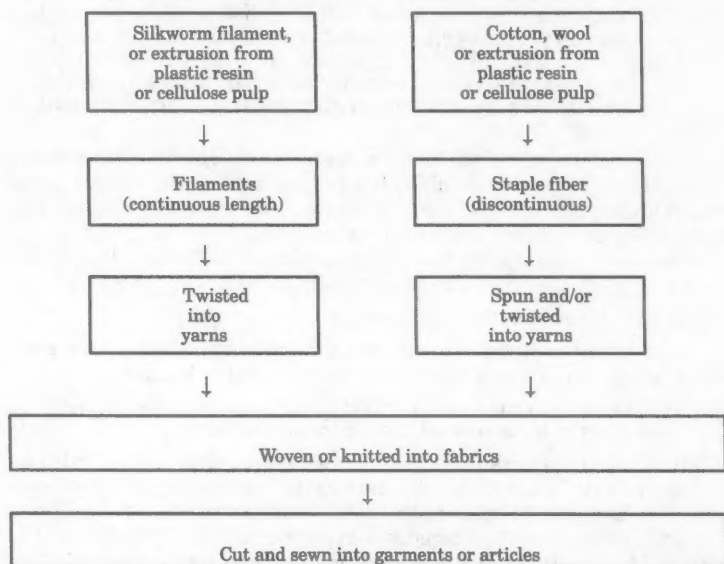 Silkworm filament,
or extrusion from
plastic resin
or cellulose pulp
Cotton, wool
or extrusion from
plastic resin
or cellulose pulp
Filaments
(continuous length)
Staple fiber
(discontinuous)
Twisted
into
yarns
Spun and/or
twisted
into yarns
Woven or knitted into fabrics
Cut and sewn into garments or articles